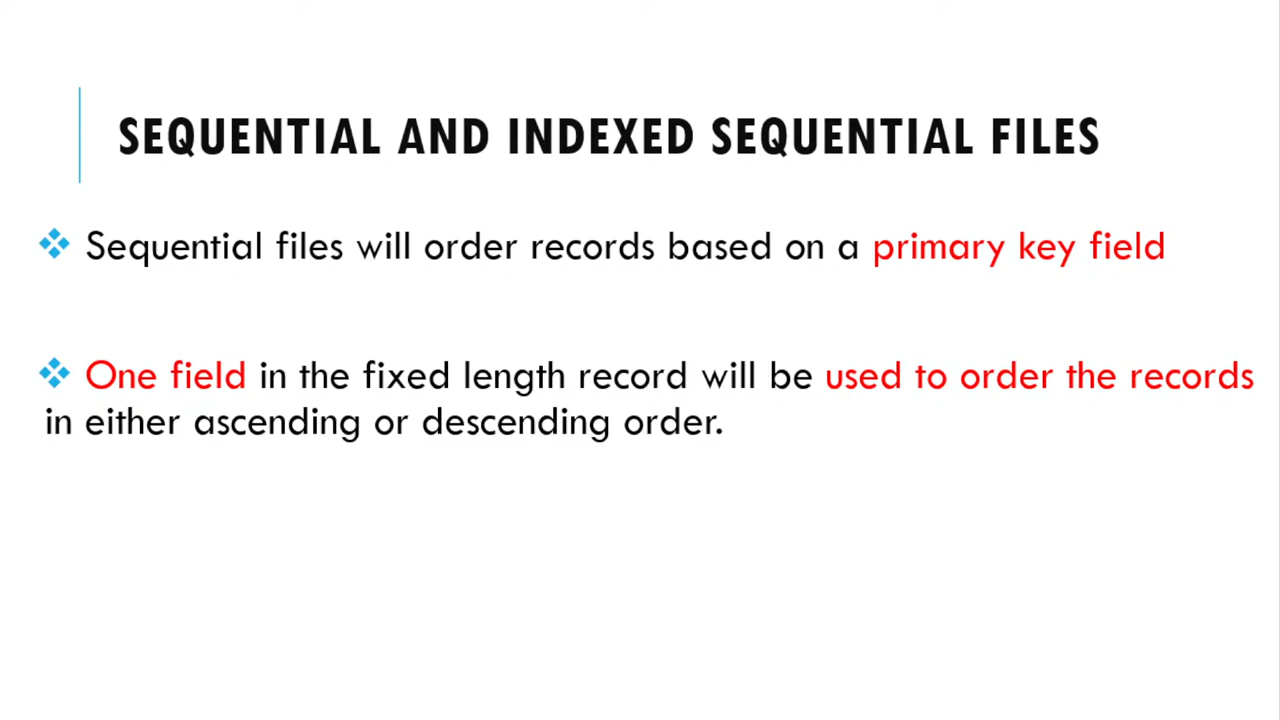 SEQUENTIAL AND INDEXED SEQUENTIAL FILES
Sequential files will order records based on a primary key field
One field in the fixed length record will be used to order the records
in either ascending or descending order.